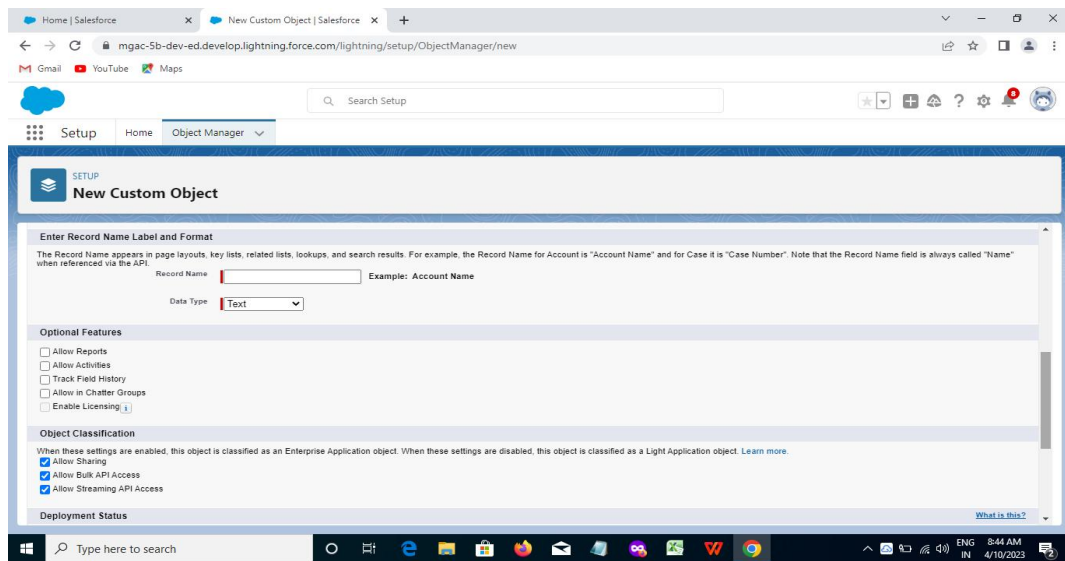 Home | Salesforce
New Custom Object | Salesforce
mgac-5b-dev-ed.develop.lightning.force.com/lightning/setup/ObjectManager/new
Gmail YouTube Maps
Search Setup
8
Setup Home Object Manager
SETUP
New Custom Object
Enter Record Name Label and Format
The Record Name appears in page layouts, key lists, related lists, lookups, and search results. For example, the Record Name for Account is "Account Name" and for Case it is "Case Number". Note that the Record Name field is always called "Name"
when referenced via the API.
Record Name Example: Account Name
Data Type Text
Optional Features
Allow Reports
Allow Activities
Track Field History
Allow in Chatter Groups
Enable Licensing i
Object Classification
When these settings are enabled, this object is classified as an Enterprise Application object. When these settings are disabled, this object is classified as a Light Application object. Learn more.
Allow Sharing
Allow Bulk API Access
Allow Streaming API Access
Deployment Status What is this?
Type here to search
ENG 8:44 AM
IN 4/10/2023
2